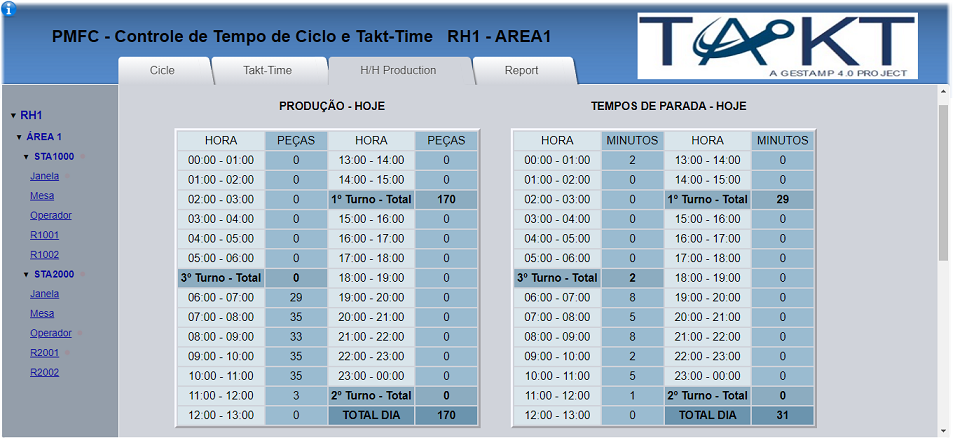 PMFC - Controle de Tempo de Ciclo e Takt-Time RH1 - AREA1
TAKT
A GESTAMP 4.0 PROJECT
Cicle Takt-Time H/H Production Report
RH1
ÁREA 1
STA1000
Janela
Mesa
Operador
R1001
R1002
STA2000
Janela
Mesa
Operador
R2001
R2002
PRODUÇÃO - HOJE
HORA PEÇAS HORA PEÇAS
00:00 - 01:00 0 13:00 - 14:00 0
01:00 - 02:00 0 14:00 - 15:00 0
02:00 - 03:00 0 1º Turno - Total 170
03:00 - 04:00 0 15:00 - 16:00 0
04:00 - 05:00 0 16:00 - 17:00 0
05:00 - 06:00 0 17:00 - 18:00 0
3º Turno - Total 0 18:00 - 19:00 0
06:00 - 07:00 29 19:00 - 20:00 0
07:00 - 08:00 35 20:00 - 21:00 0
08:00 - 09:00 33 21:00 - 22:00 0
09:00 - 10:00 35 22:00 - 23:00 0
10:00 - 11:00 35 23:00 - 00:00 0
11:00 - 12:00 3 2º Turno - Total 0
12:00 - 13:00 0 TOTAL DIA 170
TEMPOS DE PARADA - HOJE
HORA MINUTOS HORA MINUTOS
00:00 - 01:00 2 13:00 - 14:00 0
01:00 - 02:00 0 14:00 - 15:00 0
02:00 - 03:00 0 1º Turno - Total 29
03:00 - 04:00 0 15:00 - 16:00 0
04:00 - 05:00 0 16:00 - 17:00 0
05:00 - 06:00 0 17:00 - 18:00 0
3º Turno - Total 2 18:00 - 19:00 0
06:00 - 07:00 8 19:00 - 20:00 0
07:00 - 08:00 5 20:00 - 21:00 0
08:00 - 09:00 8 21:00 - 22:00 0
09:00 - 10:00 2 22:00 - 23:00 0
10:00 - 11:00 5 23:00 - 00:00 0
11:00 - 12:00 1 2º Turno - Total 0
12:00 - 13:00 0 TOTAL DIA 31